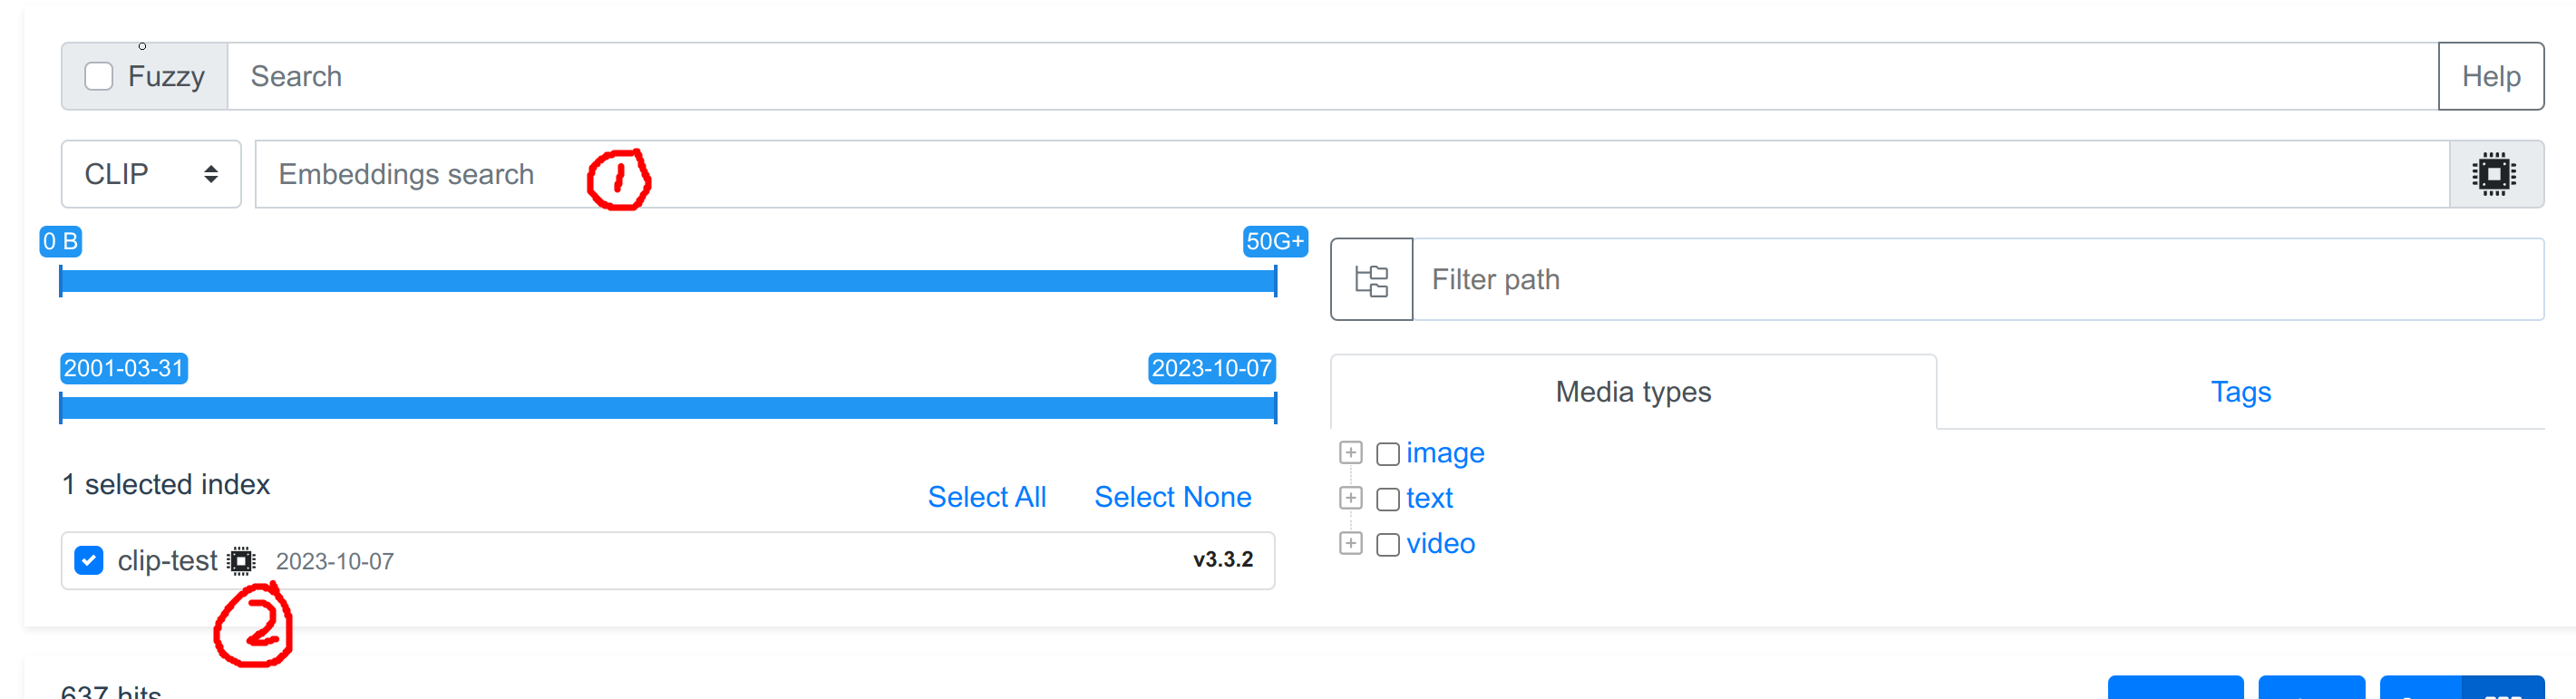 Fuzzy Search Help
CLIP Embeddings search 1
0 B 50G+
Filter path
2001-03-31 2023-10-07
Media types Tags
image
1 selected index Select All Select None
text
video
clip-test 2023-10-07 v3.3.2
2
637 hits